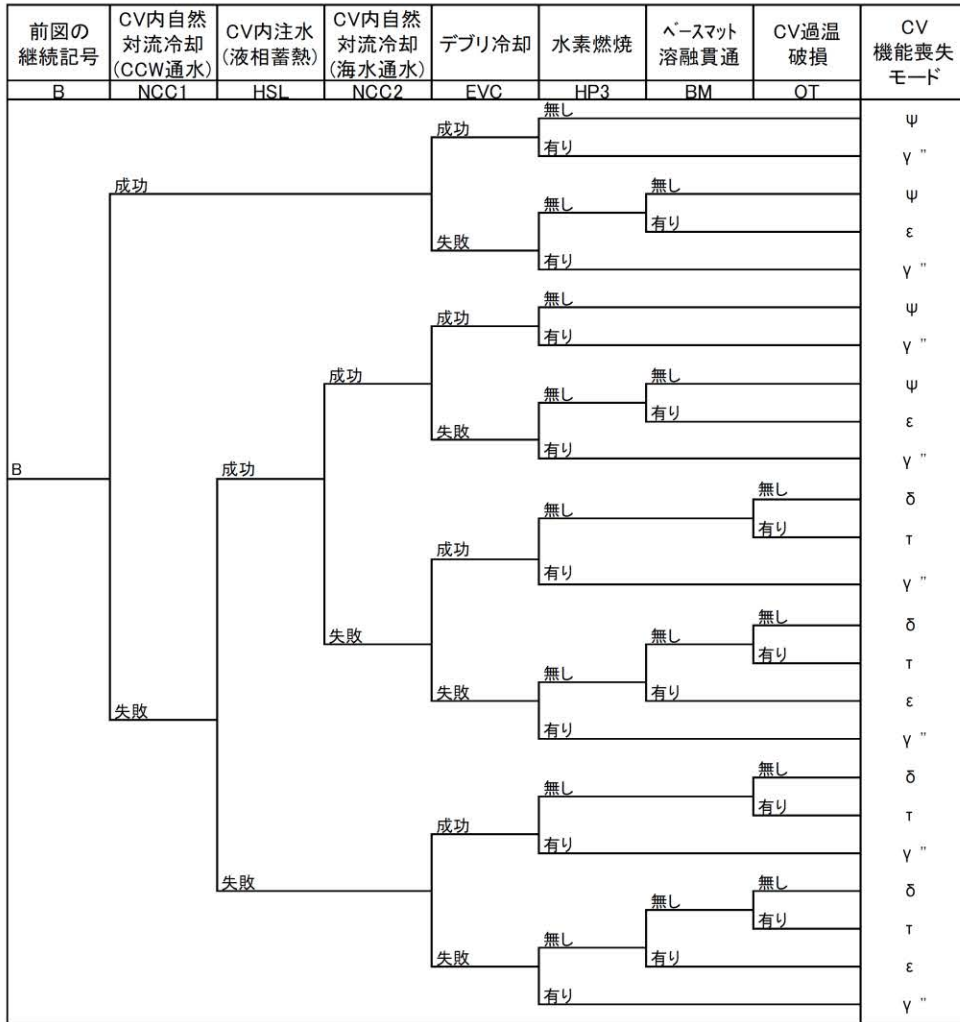 前図の
継続記号
CV内自然
対流冷却
(CCW通水)
CV内注水
(液相蓄熱)
CV内自然
対流冷却
(海水通水)
デブリ冷却
水素燃焼
ベースマット
溶融貫通
CV過温
破損
CV
機能喪失
モード
B
NCC1
HSL
NCC2
EVC
HP3
BM
OT
無し
ψ
成功
有り
γ"
成功
無し
ψ
無し
有り
ε
失敗
有り
γ"
無し
ψ
成功
有り
γ"
成功
無し
ψ
無し
有り
ε
失敗
有り
γ"
B
成功
無し
δ
無し
有り
τ
成功
有り
γ"
無し
δ
失敗
無し
有り
τ
無し
失敗
有り
ε
失敗
有り
γ"
無し
δ
無し
有り
τ
成功
有り
γ"
失敗
無し
δ
無し
有り
τ
無し
失敗
有り
ε
有り
γ"